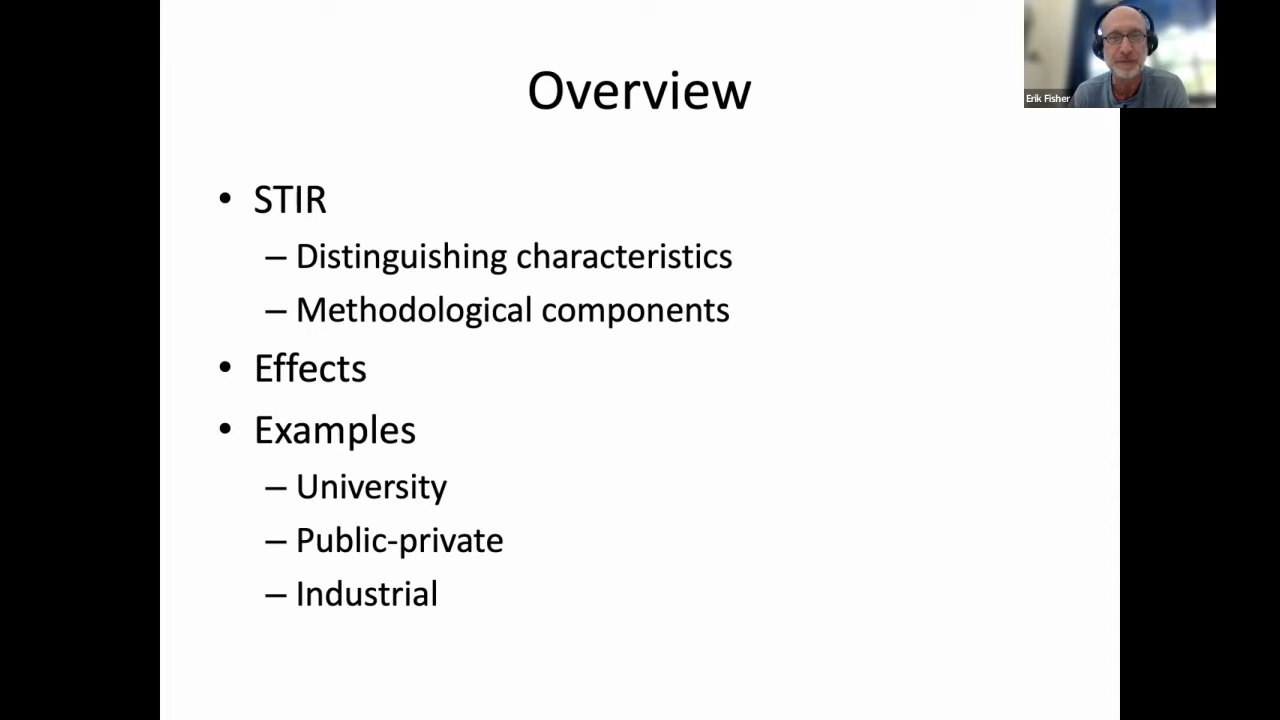 Overview
Erik Fisher
• STIR
– Distinguishing characteristics
– Methodological components
• Effects
• Examples
– University
– Public-private
– Industrial